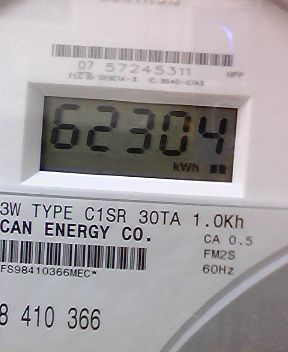 07 57245311 NPP
62304
kWh
3W TYPE C1SR 30TA 1.0Kh
CAN ENERGY CO.
CA 0.5
FM2S
FS98410366MEC*
60Hz
8 410 366